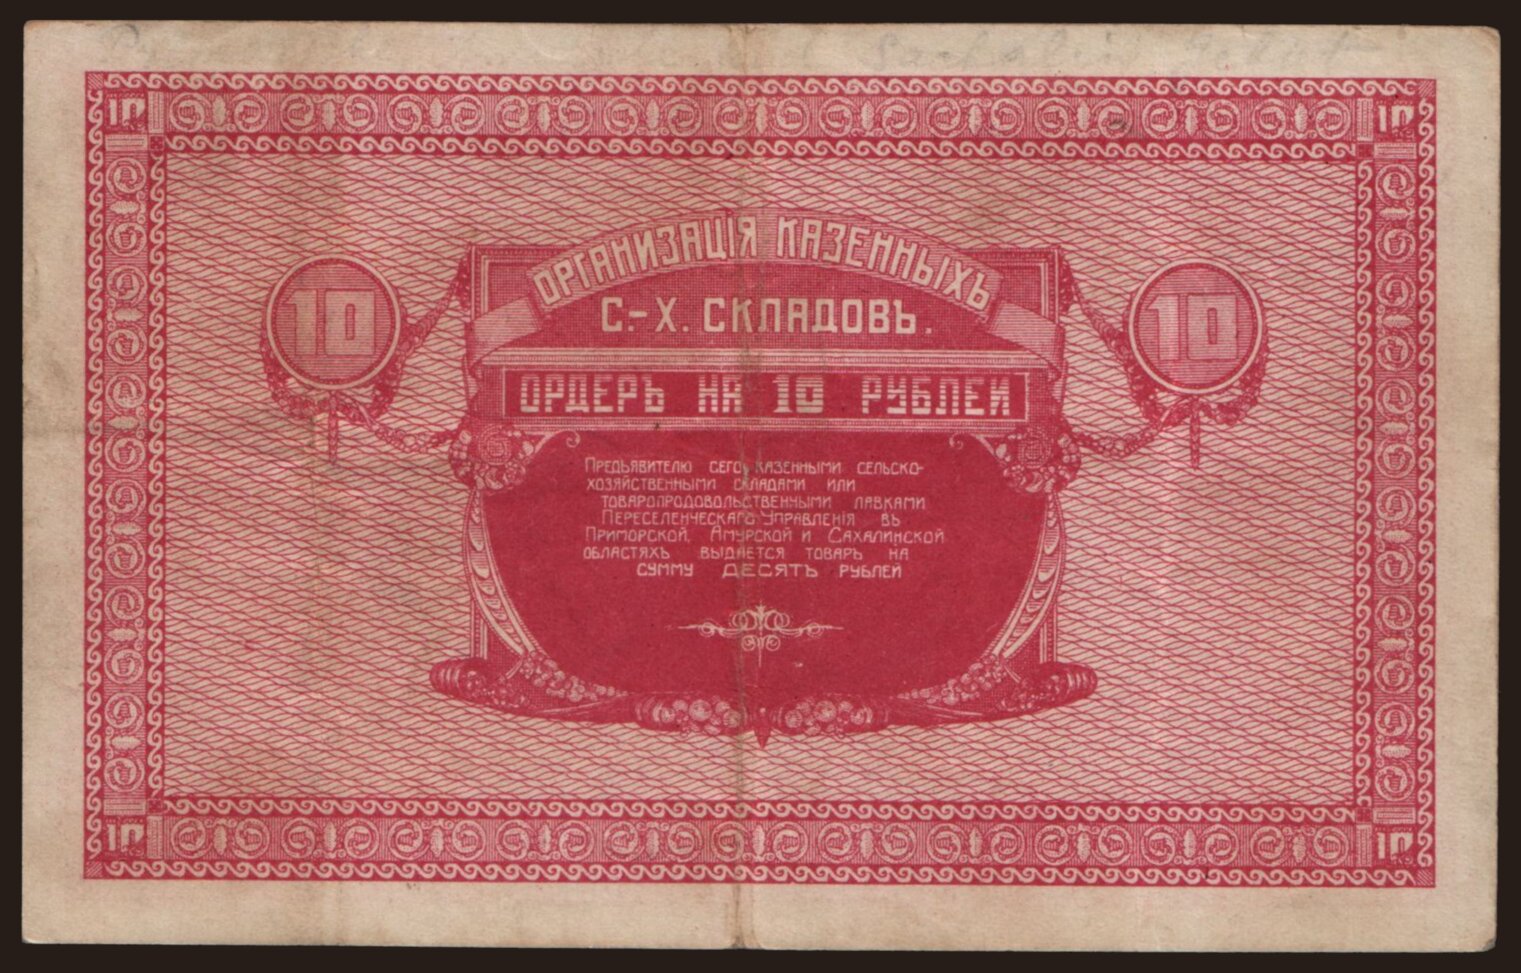 Sachalin
10 10
ОРГАНИЗАЦІЯ КАЗЕННЫХЪ
10 С.-Х. СКЛАДОВЪ. 10
ОРДЕРЪ НА 10 РУБЛЕЙ
ПРЕДЪЯВИТЕЛЮ СЕГО КАЗЕННЫМИ СЕЛЬСКО-
ХОЗЯЙСТВЕННЫМИ СКЛАДАМИ ИЛИ
ТОВАРОПРОДОВОЛЬСТВЕННЫМИ ЛАВКАМИ
ПЕРЕСЕЛЕНЧЕСКАГО УПРАВЛЕНІЯ ВЪ
ПРИМОРСКОЙ, АМУРСКОЙ И САХАЛИНСКОЙ
ОБЛАСТЯХЪ ВЫДАЕТСЯ ТОВАРЪ НА
СУММУ ДЕСЯТЬ РУБЛЕЙ
10 10